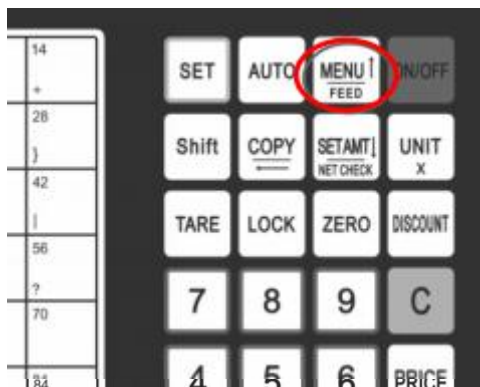 14
+
28
}
42
|
56
?
70
84
SET AUTO MENU↑ ON/OFF
FEED
Shift COPY SETAMT↓ UNIT
← NET CHECK X
TARE LOCK ZERO DISCOUNT
7 8 9 C
4 5 6 PRICE